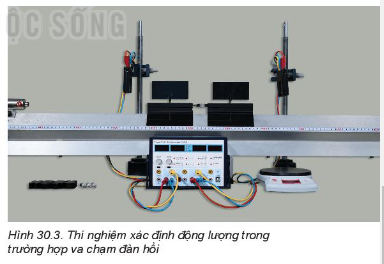 ỘC SỐNG
Hình 30.3. Thí nghiệm xác định động lượng trong
trường hợp va chạm đàn hồi